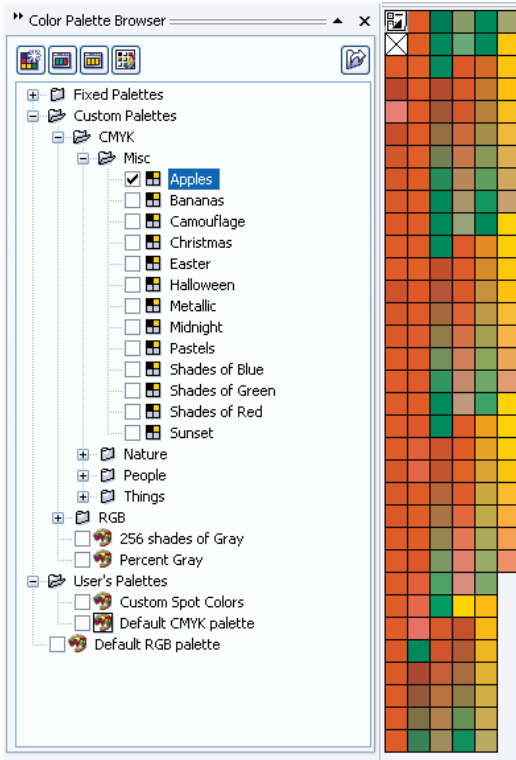 Color Palette Browser
Fixed Palettes
Custom Palettes
CMYK
Misc
Apples
Bananas
Camouflage
Christmas
Easter
Halloween
Metallic
Midnight
Pastels
Shades of Blue
Shades of Green
Shades of Red
Sunset
Nature
People
Things
RGB
256 shades of Gray
Percent Gray
User's Palettes
Custom Spot Colors
Default CMYK palette
Default RGB palette